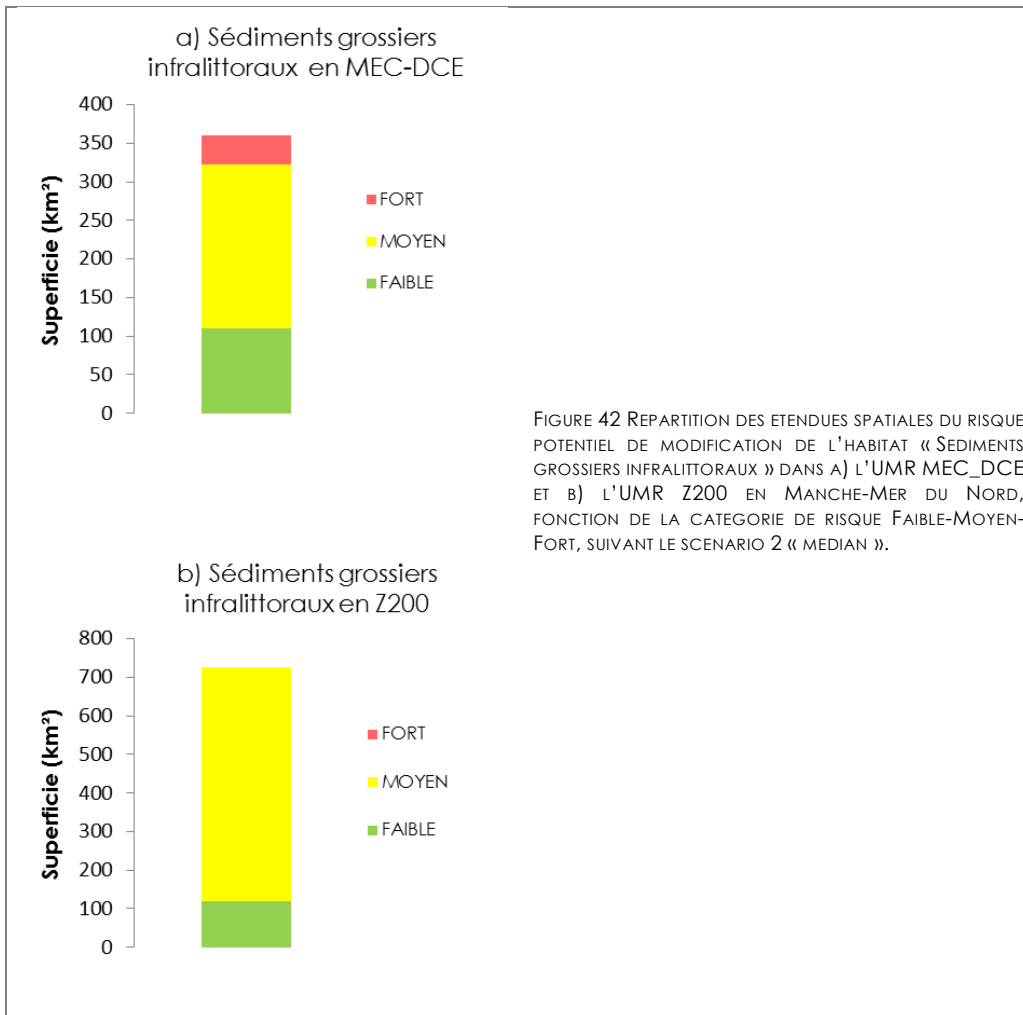 a) Sédiments grossiers
infralittoraux en MEC-DCE
400
350
300
250
200
150
100
50
0
Superficie (km²)
FORT
MOYEN
FAIBLE
FIGURE 42 REPARTITION DES ETENDUES SPATIALES DU RISQUE
POTENTIEL DE MODIFICATION DE L'HABITAT « SEDIMENTS
GROSSIERS INFRALITTORAUX » DANS A) L'UMR MEC_DCE
ET B) L'UMR Z200 EN MANCHE-MER DU NORD,
FONCTION DE LA CATEGORIE DE RISQUE FAIBLE-MOYEN-
FORT, SUIVANT LE SCENARIO 2 « MEDIAN ».
b) Sédiments grossiers
infralittoraux en Z200
800
700
600
500
400
300
200
100
0
Superficie (km²)
FORT
MOYEN
FAIBLE